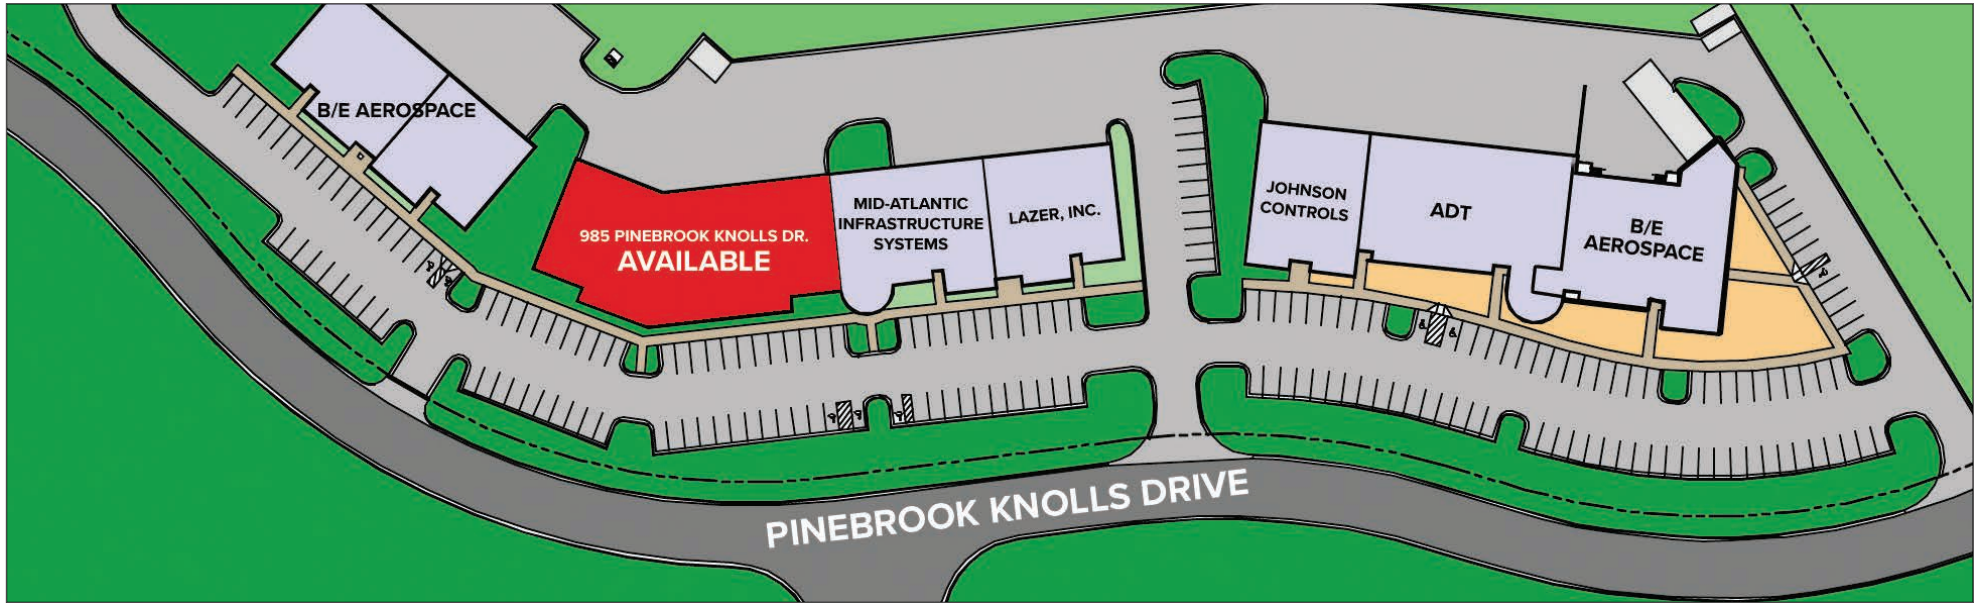 B/E AEROSPACE
985 PINEBROOK KNOLLS DR.
AVAILABLE
MID-ATLANTIC
INFRASTRUCTURE
SYSTEMS
LAZER, INC.
JOHNSON
CONTROLS
ADT
B/E
AEROSPACE
PINEBROOK KNOLLS DRIVE